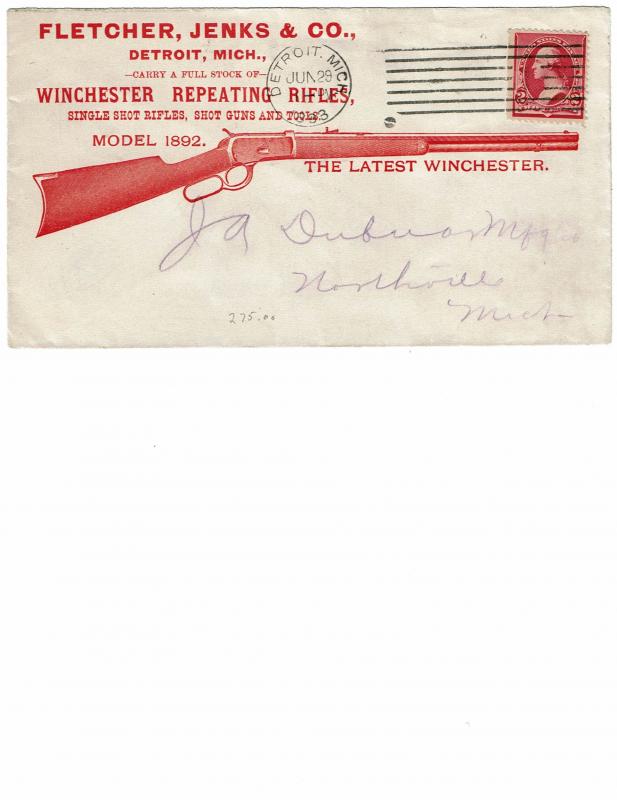 FLETCHER, JENKS & CO.,
DETROIT, MICH.,
—CARRY A FULL STOCK OF—
WINCHESTER REPEATING RIFLES,
SINGLE SHOT RIFLES, SHOT GUNS AND TOOLS.
MODEL 1892.
THE LATEST WINCHESTER.
DETROIT. MICH.
JUN 29
93
J A Dubuar Mfg Co
Northville
Mich
275.00